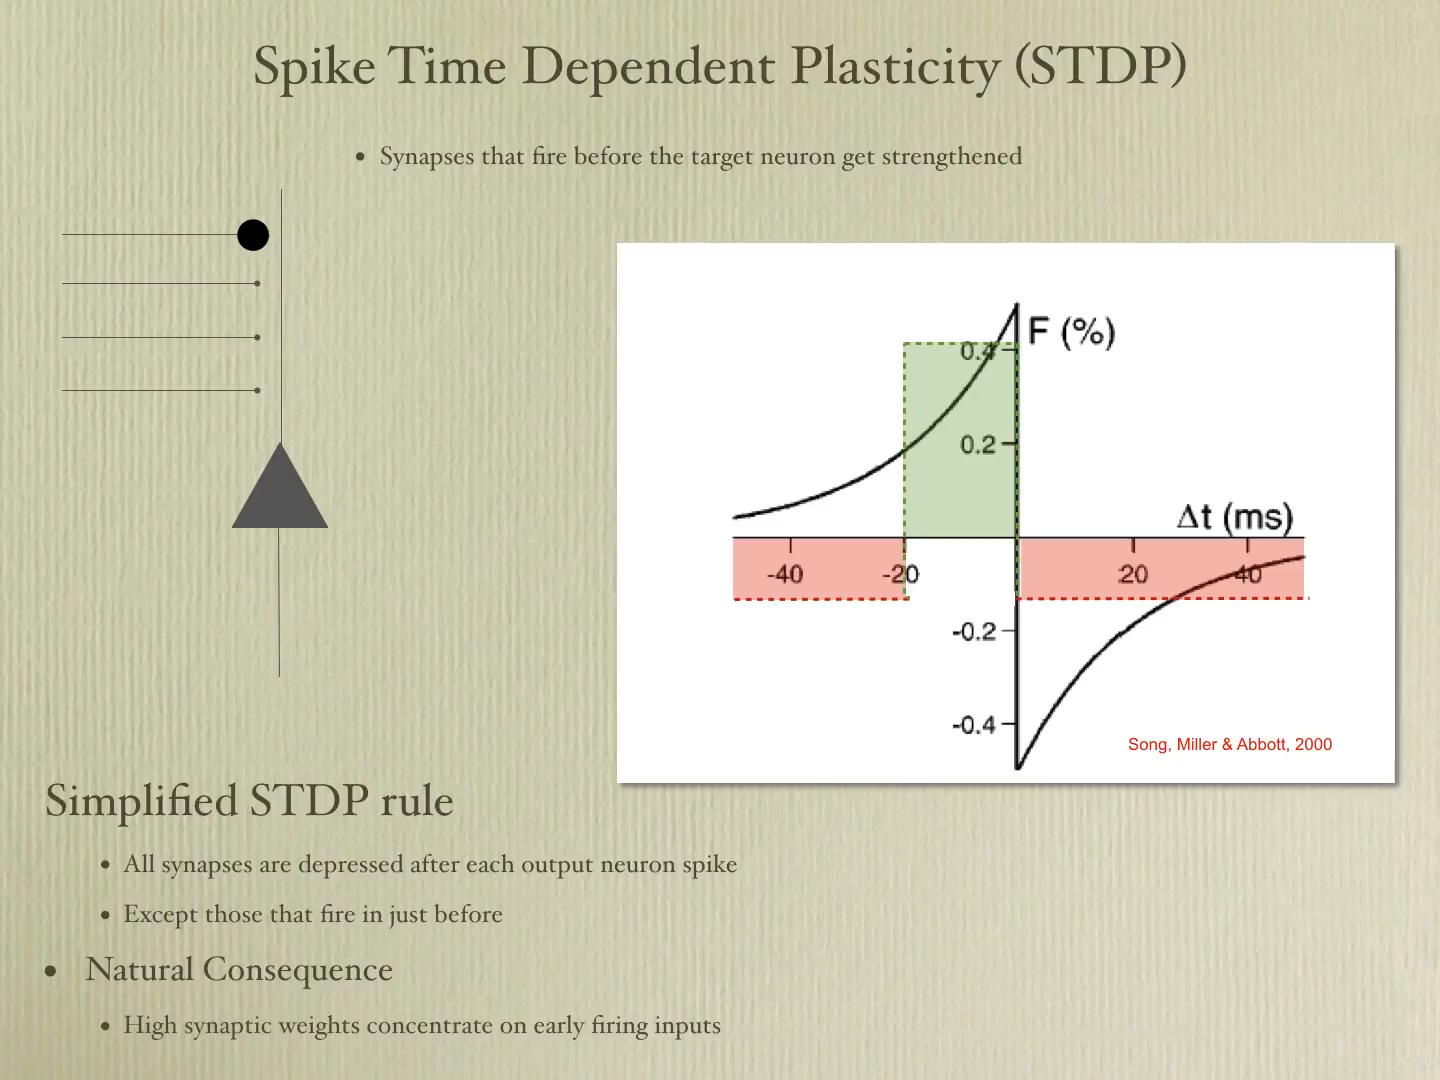 Spike Time Dependent Plasticity (STDP)
• Synapses that fire before the target neuron get strengthened
F (%)
0.4
0.2
Δt (ms)
-40
-20
20
40
-0.2
-0.4
Song, Miller & Abbott, 2000
Simplified STDP rule
• All synapses are depressed after each output neuron spike
• Except those that fire in just before
• Natural Consequence
• High synaptic weights concentrate on early firing inputs